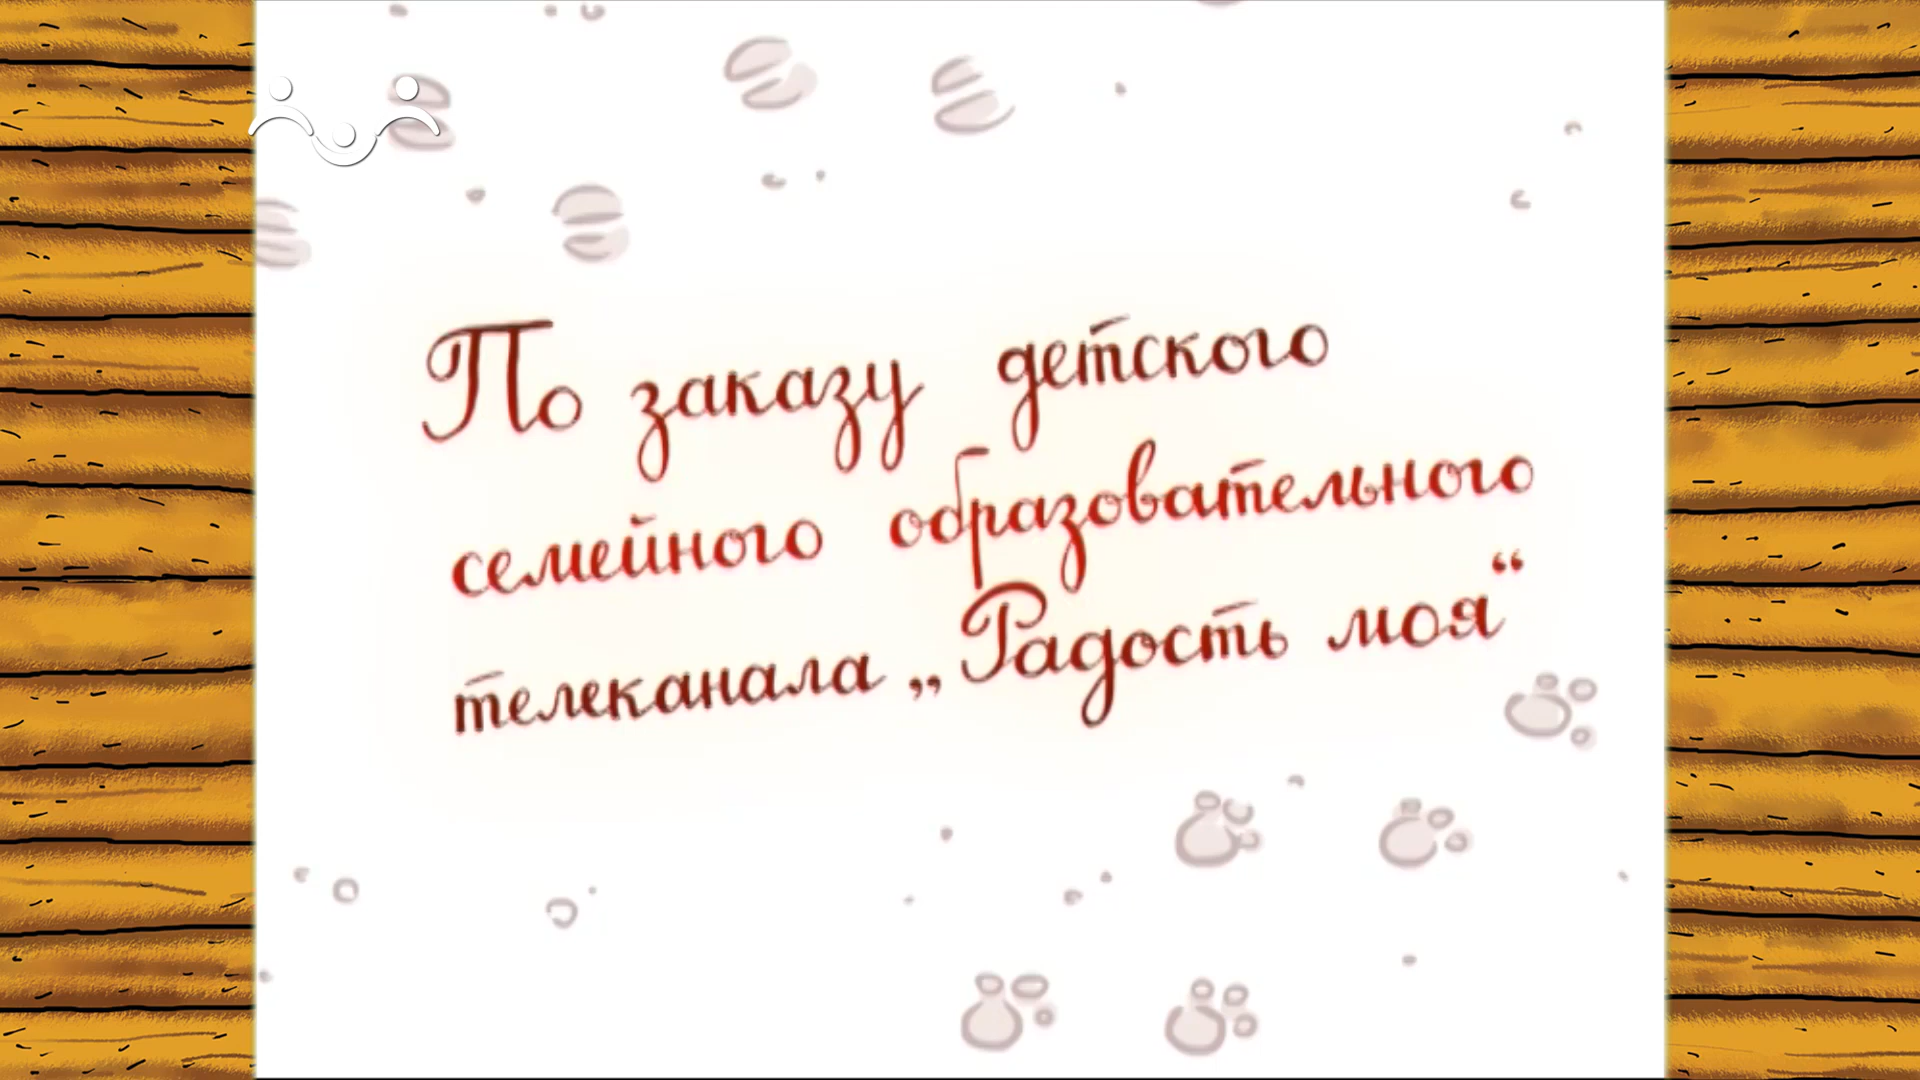 По заказу детского
семейного образовательного
телеканала „Радость моя“